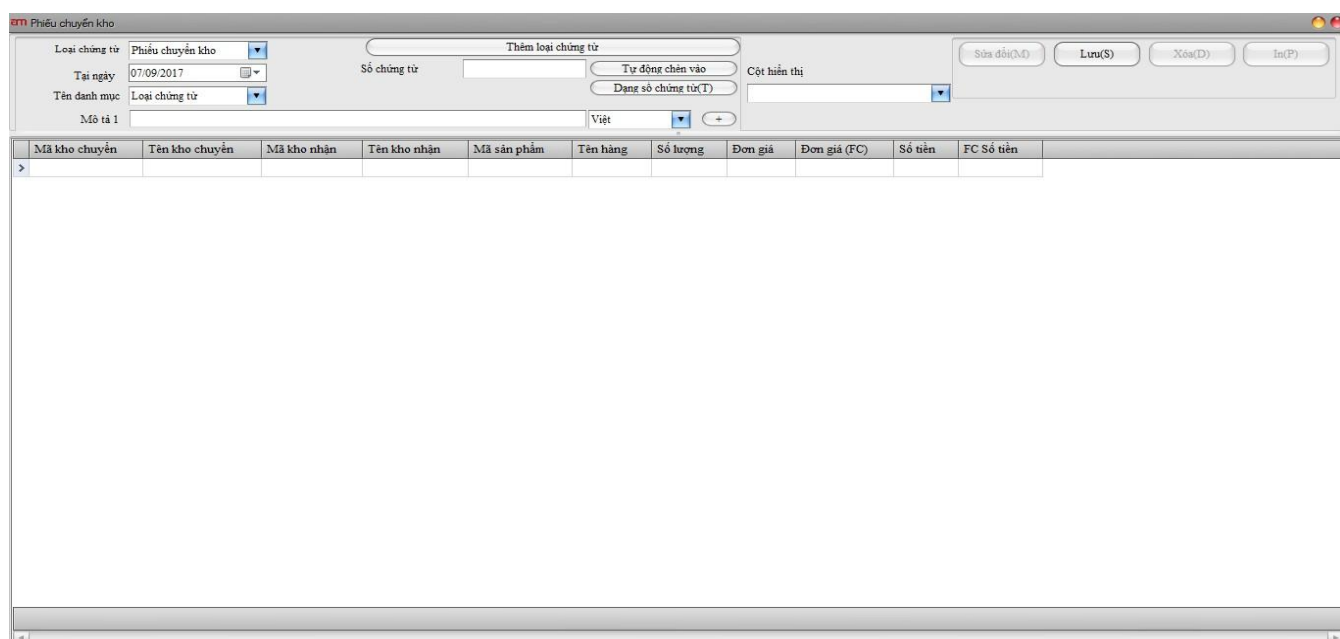 am Phiếu chuyển kho
Loại chứng từ Phiếu chuyển kho Thêm loại chứng từ Sửa đổi(M) Lưu(S) Xóa(D) In(P)
Tại ngày 07/09/2017 Số chứng từ Tự động chèn vào Cột hiển thị
Tên danh mục Loại chứng từ Dạng số chứng từ(T)
Mô tả 1 Việt +
Mã kho chuyển Tên kho chuyển Mã kho nhận Tên kho nhận Mã sản phẩm Tên hàng Số lượng Đơn giá Đơn giá (FC) Số tiền FC Số tiền